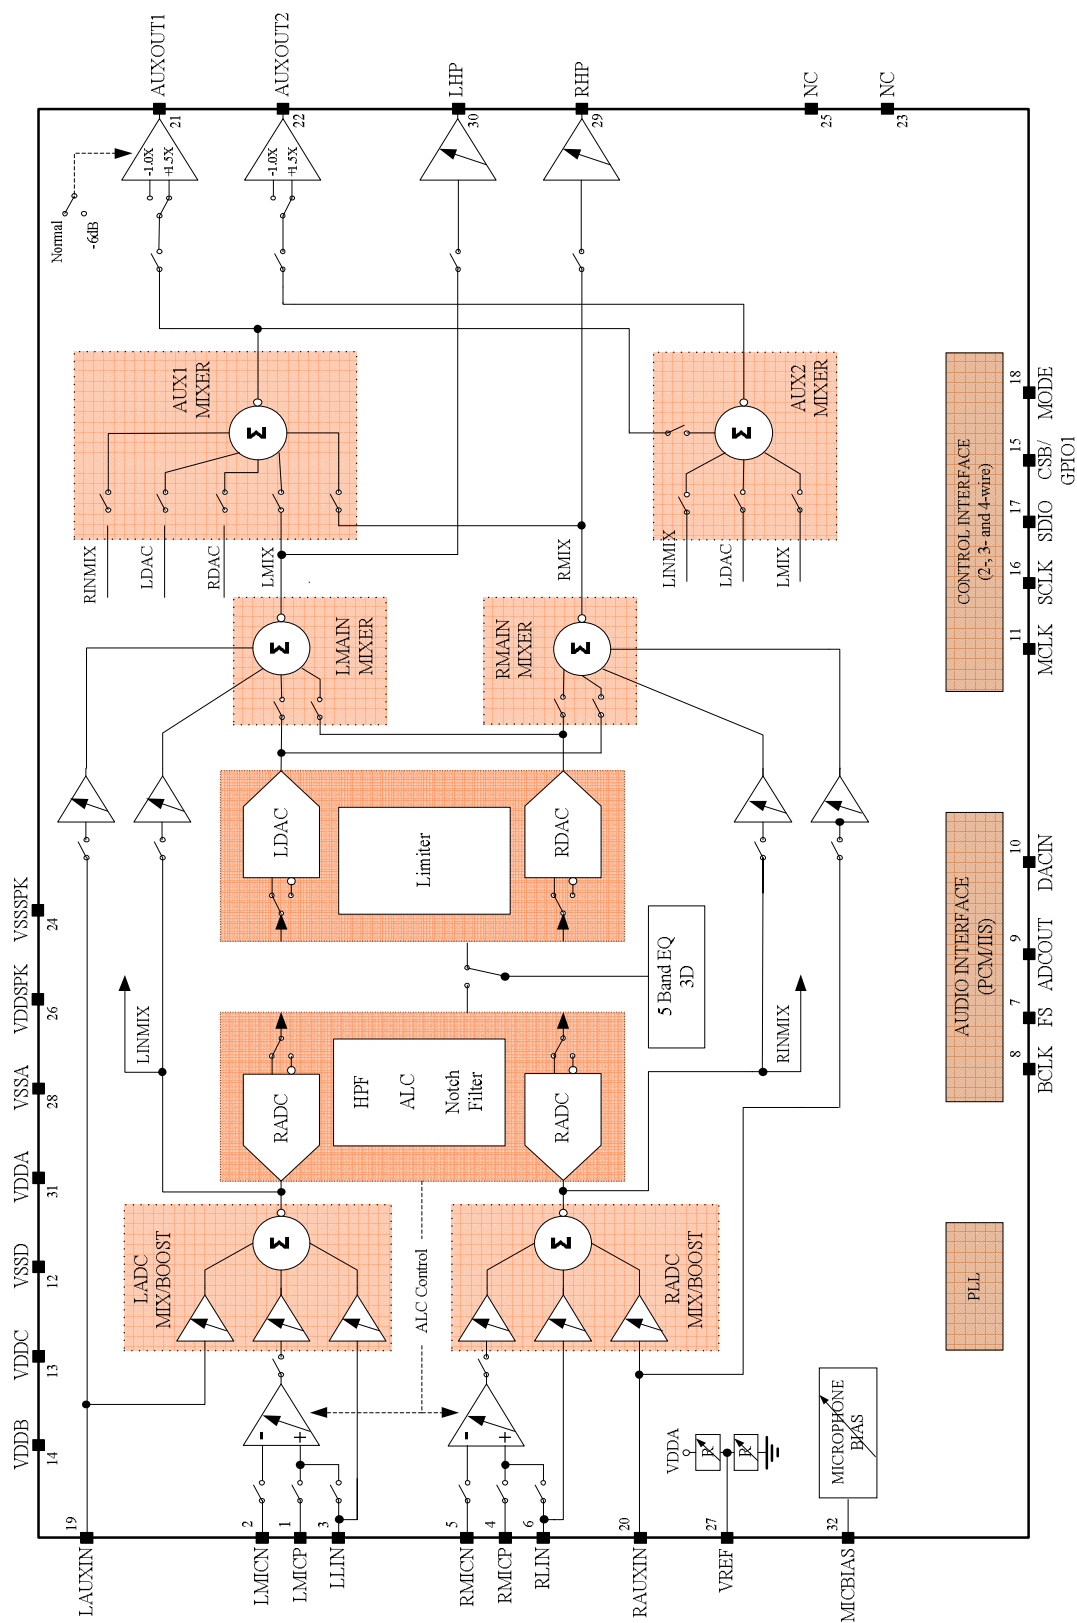 VDDB
14
VDDC
13
VSSD
12
VDDA
31
VSSA
28
VDDSPK
26
VSSSPK
24
LAUXIN
19
LMICN
2
LMICP
1
LLIN
3
RMICN
5
RMICP
4
RLIN
6
RAUXIN
20
VREF
27
MICBIAS
32
LADC
MIX/BOOST
Σ
-
+
ALC Control
-
+
RADC
MIX/BOOST
Σ
VDDA
R
R
MICROPHONE
BIAS
LINMIX
RADC
HPF
ALC
Notch
Filter
RADC
RINMIX
5 Band EQ
3D
LDAC
Limiter
RDAC
LMAIN
MIXER
Σ
RMAIN
MIXER
Σ
RINMIX
LDAC
RDAC
LMIX
RMIX
AUX1
MIXER
Σ
LINMIX
LDAC
LMIX
AUX2
MIXER
Σ
Normal
-6dB
-1.0X
+1.5X
-1.0X
+1.5X
AUXOUT1
21
AUXOUT2
22
LHP
30
RHP
29
NC
25
NC
23
PLL
AUDIO INTERFACE
(PCM/IIS)
CONTROL INTERFACE
(2-, 3- and 4-wire)
8
BCLK
7
FS
9
ADCOUT
10
DACIN
11
MCLK
16
SCLK
17
SDIO
15
CSB/
GPIO1
18
MODE